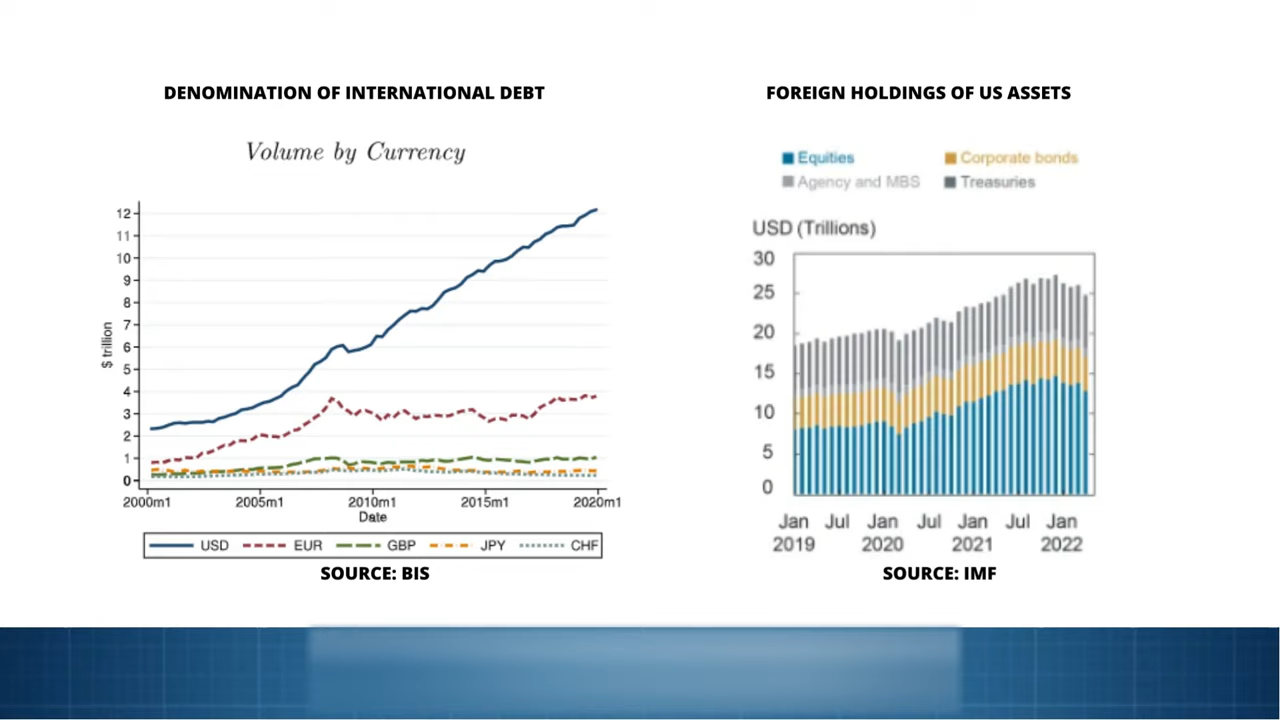 DENOMINATION OF INTERNATIONAL DEBT
Volume by Currency
12
11
10
9
8
7
6
5
4
3
2
1
0
$ trillion
2000m1 2005m1 2010m1 2015m1 2020m1
Date
USD EUR GBP JPY CHF
SOURCE: BIS
FOREIGN HOLDINGS OF US ASSETS
Equities Corporate bonds
Agency and MBS Treasuries
USD (Trillions)
30
25
20
15
10
5
0
Jan Jul Jan Jul Jan Jul Jan
2019 2020 2021 2022
SOURCE: IMF